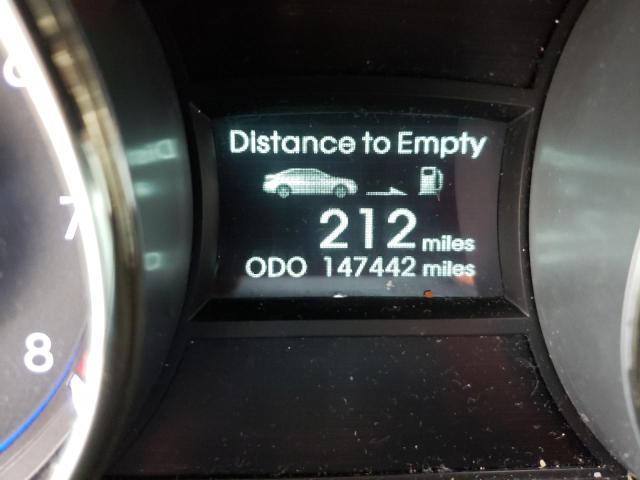 Distance to Empty
212 miles
ODO 147442 miles
7
8